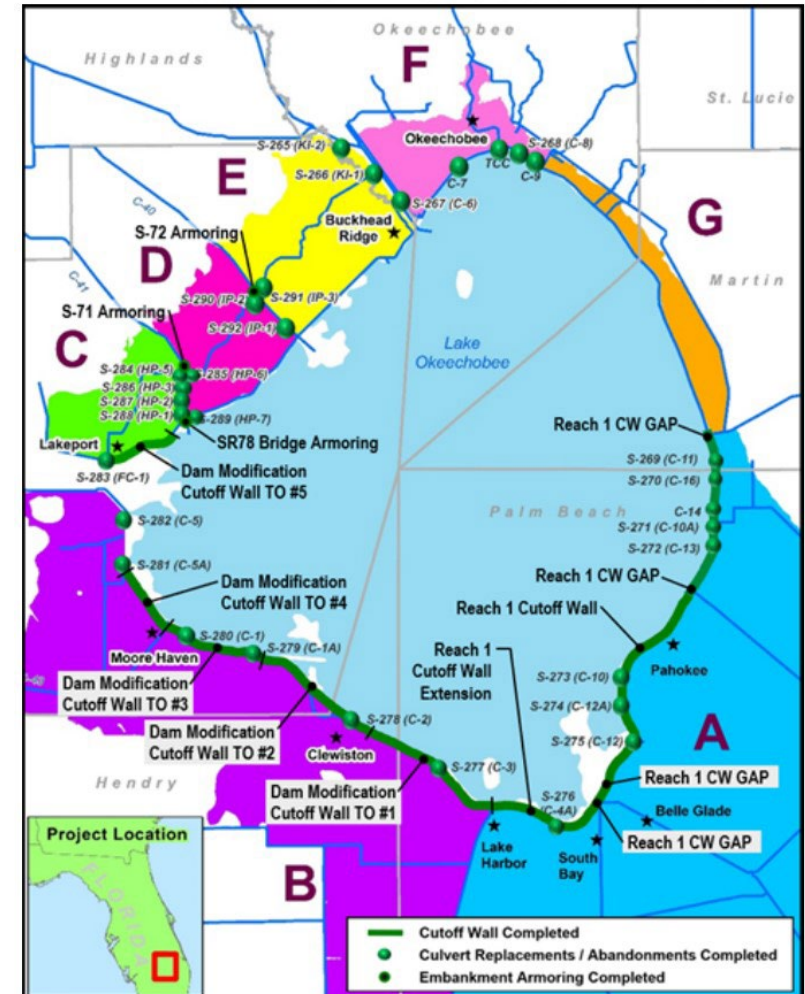 Okeechobee
Highlands
F
St. Lucie
Okeechobee
S-268 (C-8)
S-265 (KI-2)
TCC
C-9
S-266 (KI-1)
C-7
E
S-267 (C-6)
C-40
Buckhead
Ridge
G
S-72 Armoring
D
Martin
C-41
S-290 (IP-2)
S-291 (IP-3)
S-71 Armoring
S-292 (IP-1)
C
Lake
Okeechobee
S-284 (HP-5)
S-285 (HP-6)
S-286 (HP-3)
S-287 (HP-2)
S-288 (HP-1)
S-289 (HP-7)
Reach 1 CW GAP
Lakeport
SR78 Bridge Armoring
S-269 (C-11)
S-283 (FC-1)
Dam Modification
Cutoff Wall TO #5
S-270 (C-16)
Palm Beach
C-14
S-282 (C-5)
S-271 (C-10A)
S-272 (C-13)
S-281 (C-5A)
Reach 1 CW GAP
Dam Modification
Cutoff Wall TO #4
Reach 1 Cutoff Wall
S-280 (C-1)
S-279 (C-1A)
Moore Haven
Reach 1
Cutoff Wall
Extension
Pahokee
S-273 (C-10)
Dam Modification
Cutoff Wall TO #3
S-274 (C-12A)
S-278 (C-2)
Dam Modification
Cutoff Wall TO #2
Clewiston
S-275 (C-12)
A
S-277 (C-3)
Hendry
Dam Modification
Cutoff Wall TO #1
Reach 1 CW GAP
S-276
(C-4A)
Belle Glade
Lake
Harbor
South
Bay
Reach 1 CW GAP
Project Location
FLORIDA
B
Cutoff Wall Completed
Culvert Replacements / Abandonments Completed
Embankment Armoring Completed